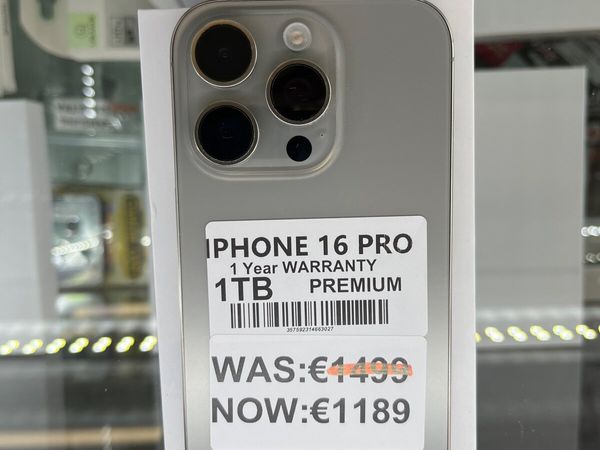 IPHONE 16 PRO
1 Year WARRANTY
1TB PREMIUM
357592314663027
WAS:€1499
NOW:€1189